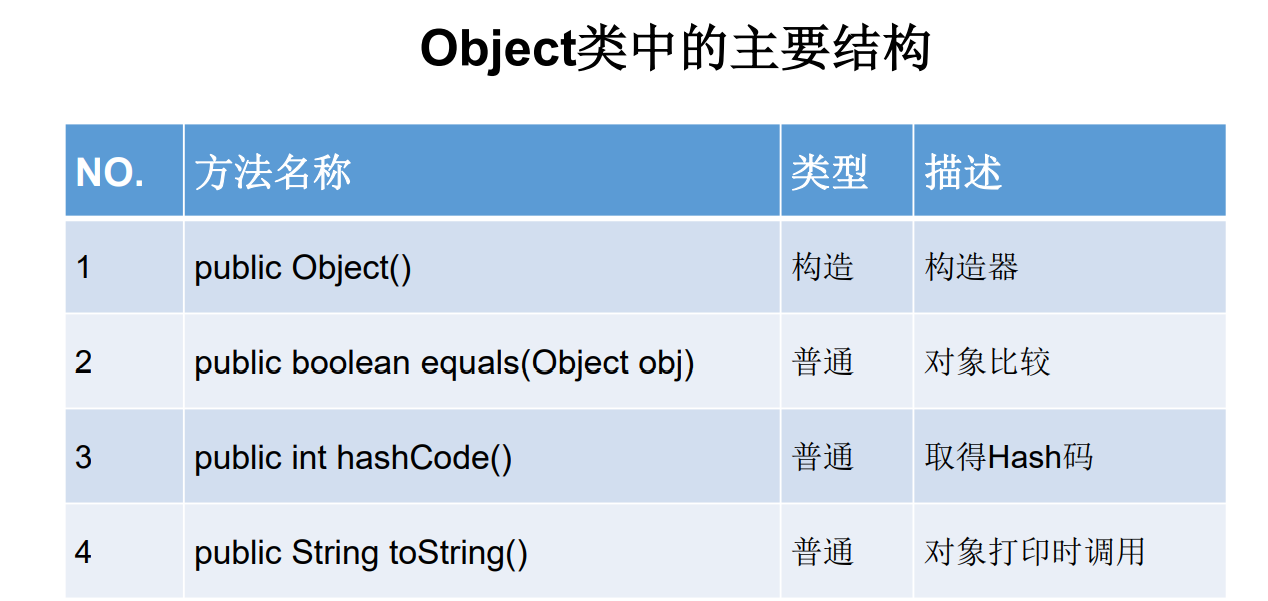 Object类中的主要结构
NO. 方法名称 类型 描述
1 public Object() 构造 构造器
2 public boolean equals(Object obj) 普通 对象比较
3 public int hashCode() 普通 取得Hash码
4 public String toString() 普通 对象打印时调用